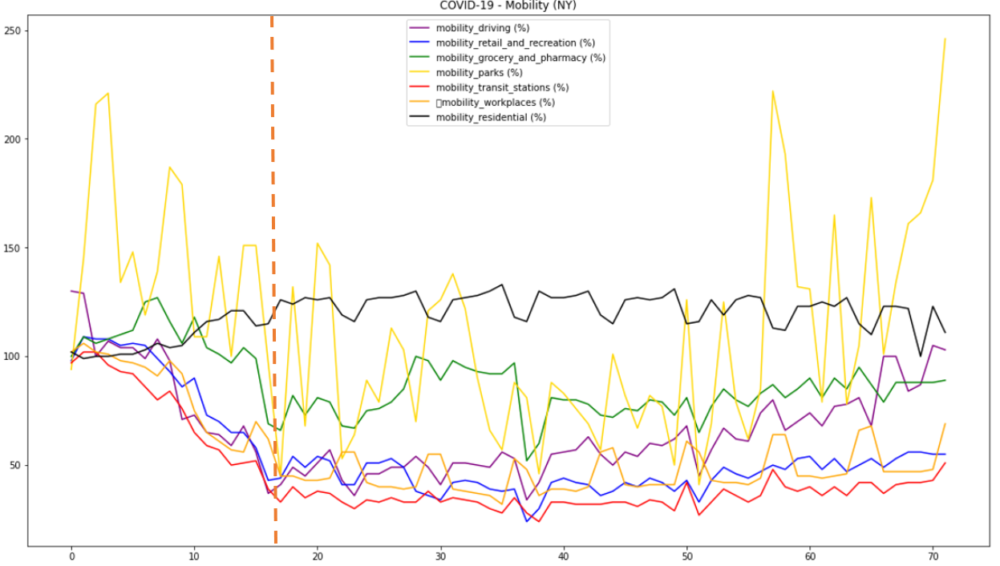 COVID-19 - Mobility (NY)
mobility_driving (%)
mobility_retail_and_recreation (%)
mobility_grocery_and_pharmacy (%)
mobility_parks (%)
mobility_transit_stations (%)
▯mobility_workplaces (%)
mobility_residential (%)
250
200
150
100
50
0 10 20 30 40 50 60 70